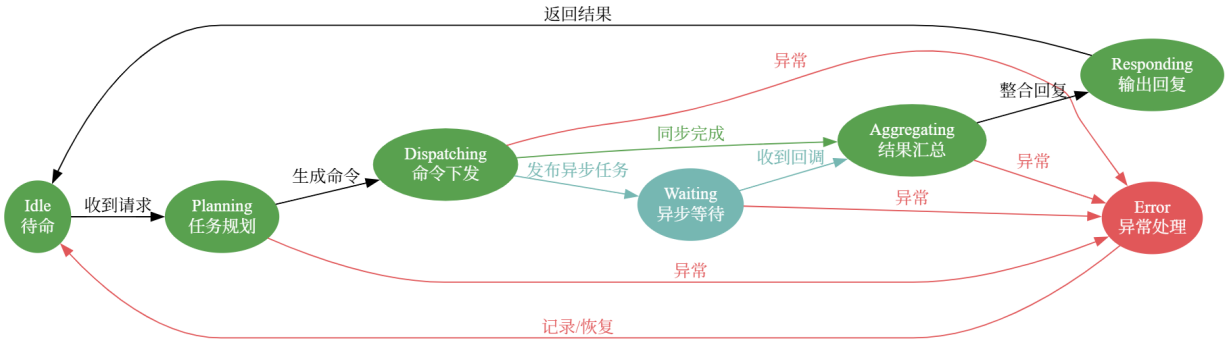 返回结果
Responding
输出回复
异常
整合回复
Aggregating
结果汇总
同步完成
Dispatching
命令下发
收到回调
异常
发布异步任务
生成命令
Waiting
异步等待
异常
Idle
待命
收到请求
Planning
任务规划
Error
异常处理
异常
记录/恢复